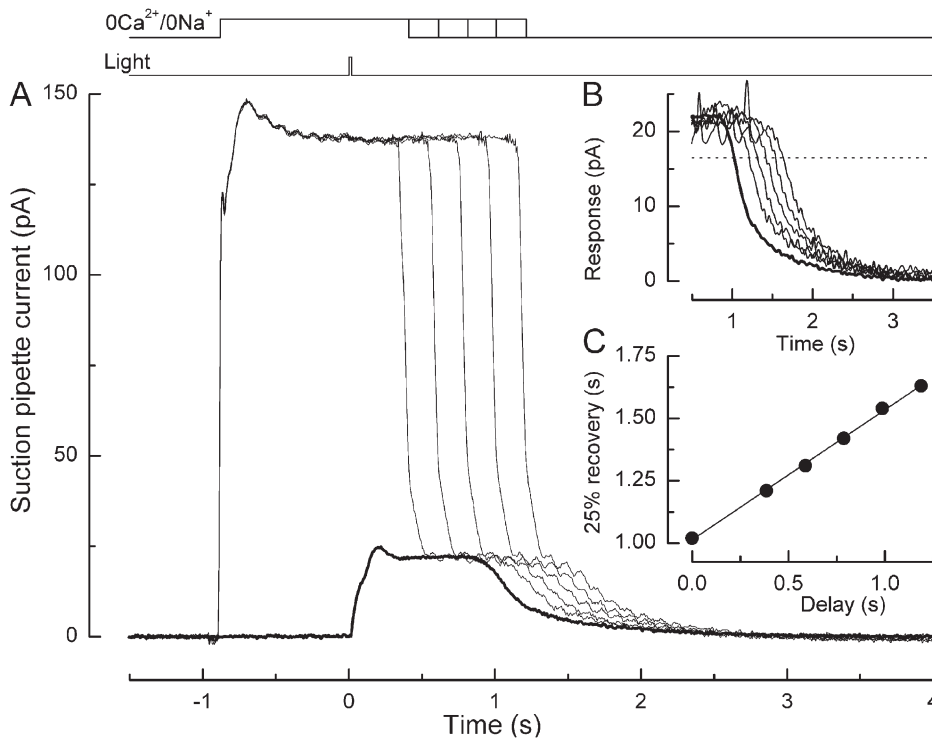 0Ca²⁺/0Na⁺
Light
A
150
100
50
0
Suction pipette current (pA)
-1
0
1
2
3
4
Time (s)
B
20
10
0
Response (pA)
1
2
3
Time (s)
C
1.75
1.50
1.25
1.00
25% recovery (s)
0.0
0.5
1.0
Delay (s)